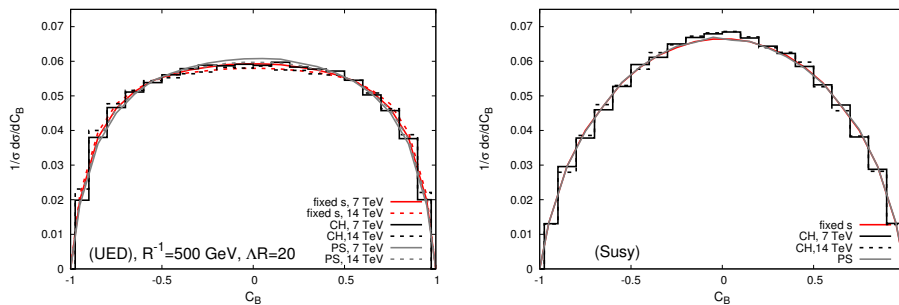 0.07
0.06
0.05
0.04
0.03
0.02
0.01
0
1/σ dσ/dC_B
-1
-0.5
0
0.5
1
C_B
fixed s, 7 TeV
fixed s, 14 TeV
CH, 7 TeV
CH,14 TeV
PS, 7 TeV
PS, 14 TeV
(UED), R⁻¹=500 GeV, ΛR=20
0.07
0.06
0.05
0.04
0.03
0.02
0.01
0
1/σ dσ/dC_B
-1
-0.5
0
0.5
C_B
fixed s
CH, 7 TeV
CH,14 TeV
PS
(Susy)